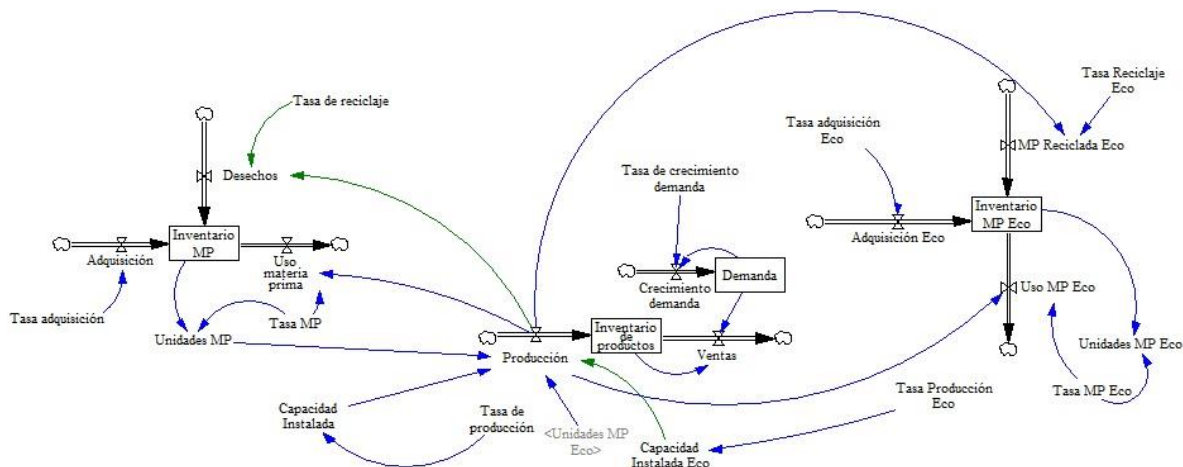 Tasa Reciclaje
Eco
Tasa de reciclaje
Tasa adquisición
Eco
MP Reciclada Eco
Desechos
Tasa de crecimiento
demanda
Inventario
MP Eco
Adquisición Eco
Inventario
MP
Adquisición
Uso
materia
prima
Demanda
Crecimiento
demanda
Uso MP Eco
Tasa adquisición
Tasa MP
Unidades MP
Inventario
de
productos
Producción
Ventas
Unidades MP Eco
Tasa MP Eco
Tasa Producción
Eco
Capacidad
Instalada
Tasa de
producción
<Unidades MP
Eco>
Capacidad
Instalada Eco